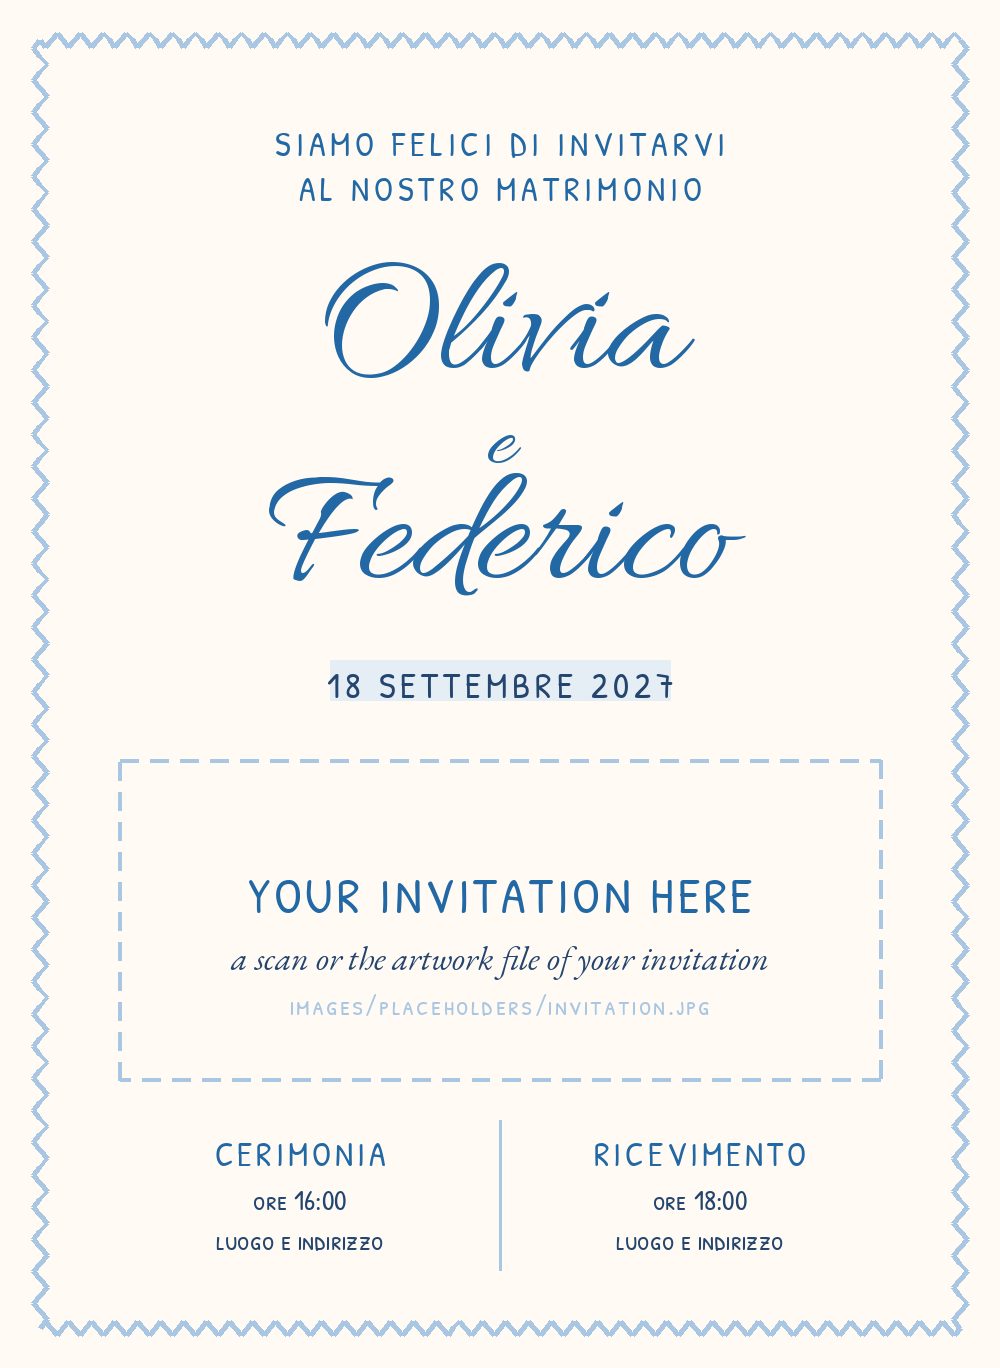 SIAMO FELICI DI INVITARVI
AL NOSTRO MATRIMONIO
Olivia
e
Federico
18 SETTEMBRE 2027
YOUR INVITATION HERE
a scan or the artwork file of your invitation
IMAGES/PLACEHOLDERS/INVITATION.JPG
CERIMONIA
ORE 16:00
LUOGO E INDIRIZZO
RICEVIMENTO
ORE 18:00
LUOGO E INDIRIZZO